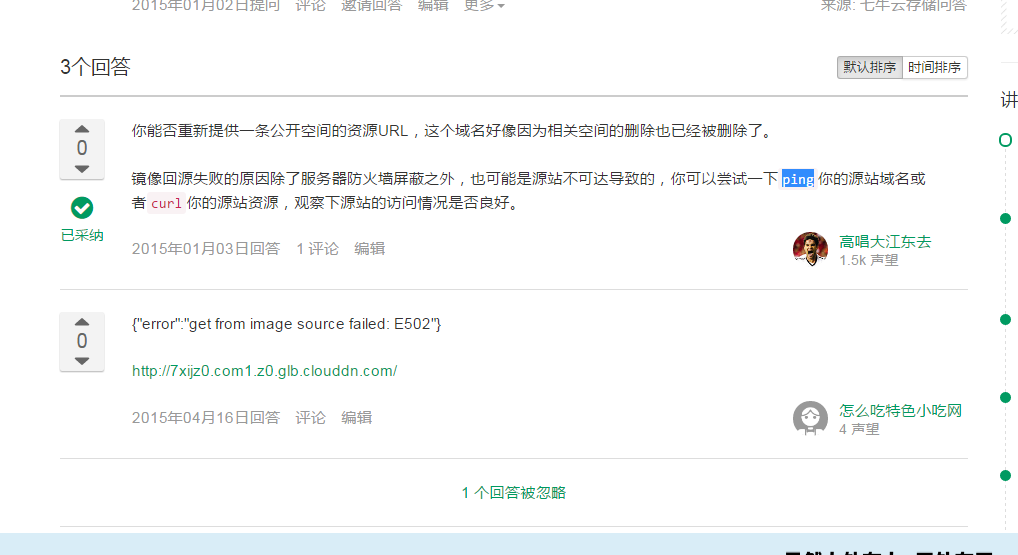 2015年01月02日提问 评论 邀请回答 编辑 更多
来源: 七牛云存储问答
3个回答
默认排序 时间排序
讲
0
你能否重新提供一条公开空间的资源URL，这个域名好像因为相关空间的删除也已经被删除了。
镜像回源失败的原因除了服务器防火墙屏蔽之外，也可能是源站不可达导致的，你可以尝试一下 ping 你的源站域名或
者 curl 你的源站资源，观察下源站的访问情况是否良好。
已采纳
2015年01月03日回答 1 评论 编辑
高唱大江东去
1.5k 声望
0
{"error":"get from image source failed: E502"}
http://7xijz0.com1.z0.glb.clouddn.com/
2015年04月16日回答 评论 编辑
怎么吃特色小吃网
4 声望
1 个回答被忽略